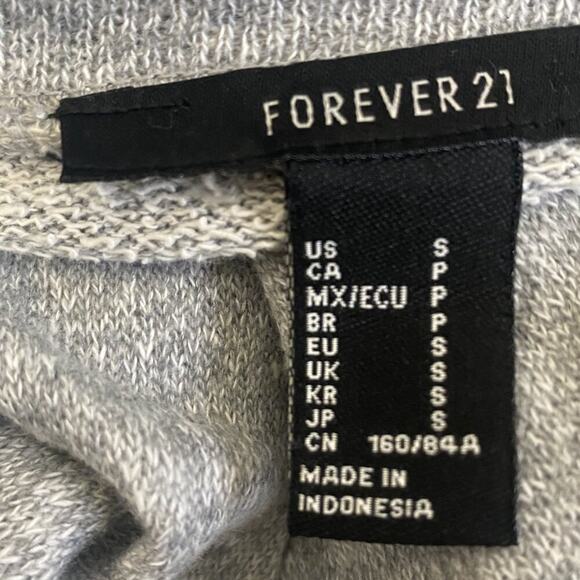 FOREVER 21
US S
CA P
MX/ECU P
BR P
EU S
UK S
KR S
JP S
CN 160/84A
MADE IN
INDONESIA